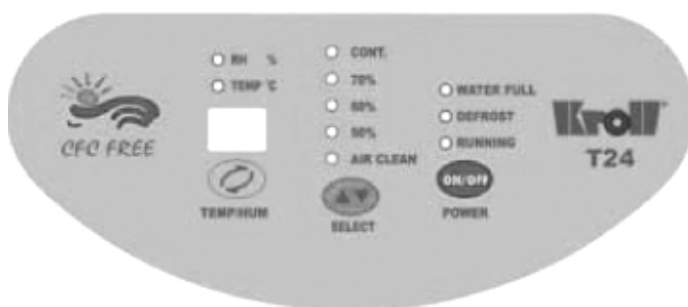 CFC FREE
RH %
TEMP °C
TEMP/HUM
CONT.
70%
60%
50%
AIR CLEAN
SELECT
WATER FULL
DEFROST
RUNNING
ON/OFF
POWER
Kroll
T24